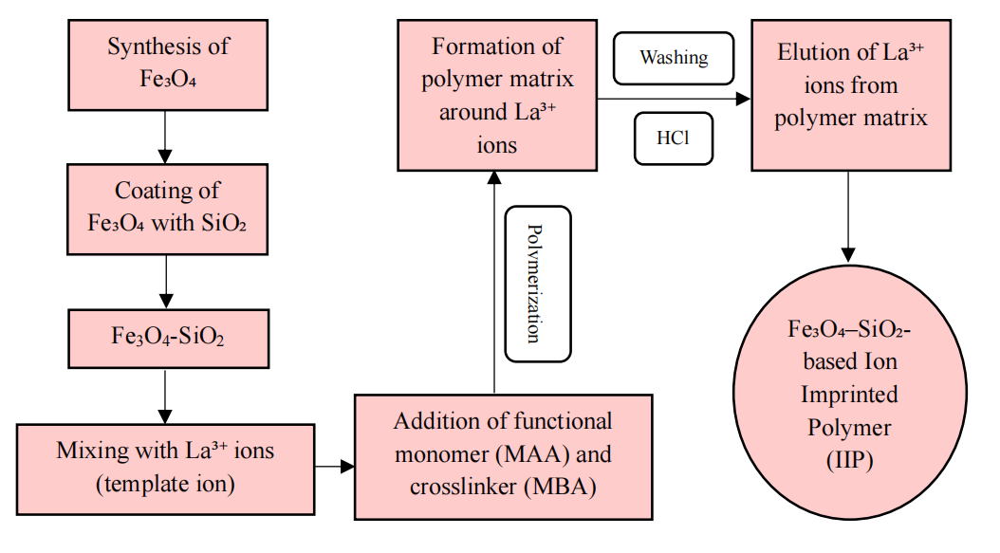 Synthesis of
Fe₃O₄
Coating of
Fe₃O₄ with SiO₂
Fe₃O₄-SiO₂
Mixing with La³⁺ ions
(template ion)
Addition of functional
monomer (MAA) and
crosslinker (MBA)
Polymerization
Formation of
polymer matrix
around La³⁺
ions
Washing
HCl
Elution of La³⁺
ions from
polymer matrix
Fe₃O₄–SiO₂-
based Ion
Imprinted
Polymer
(IIP)